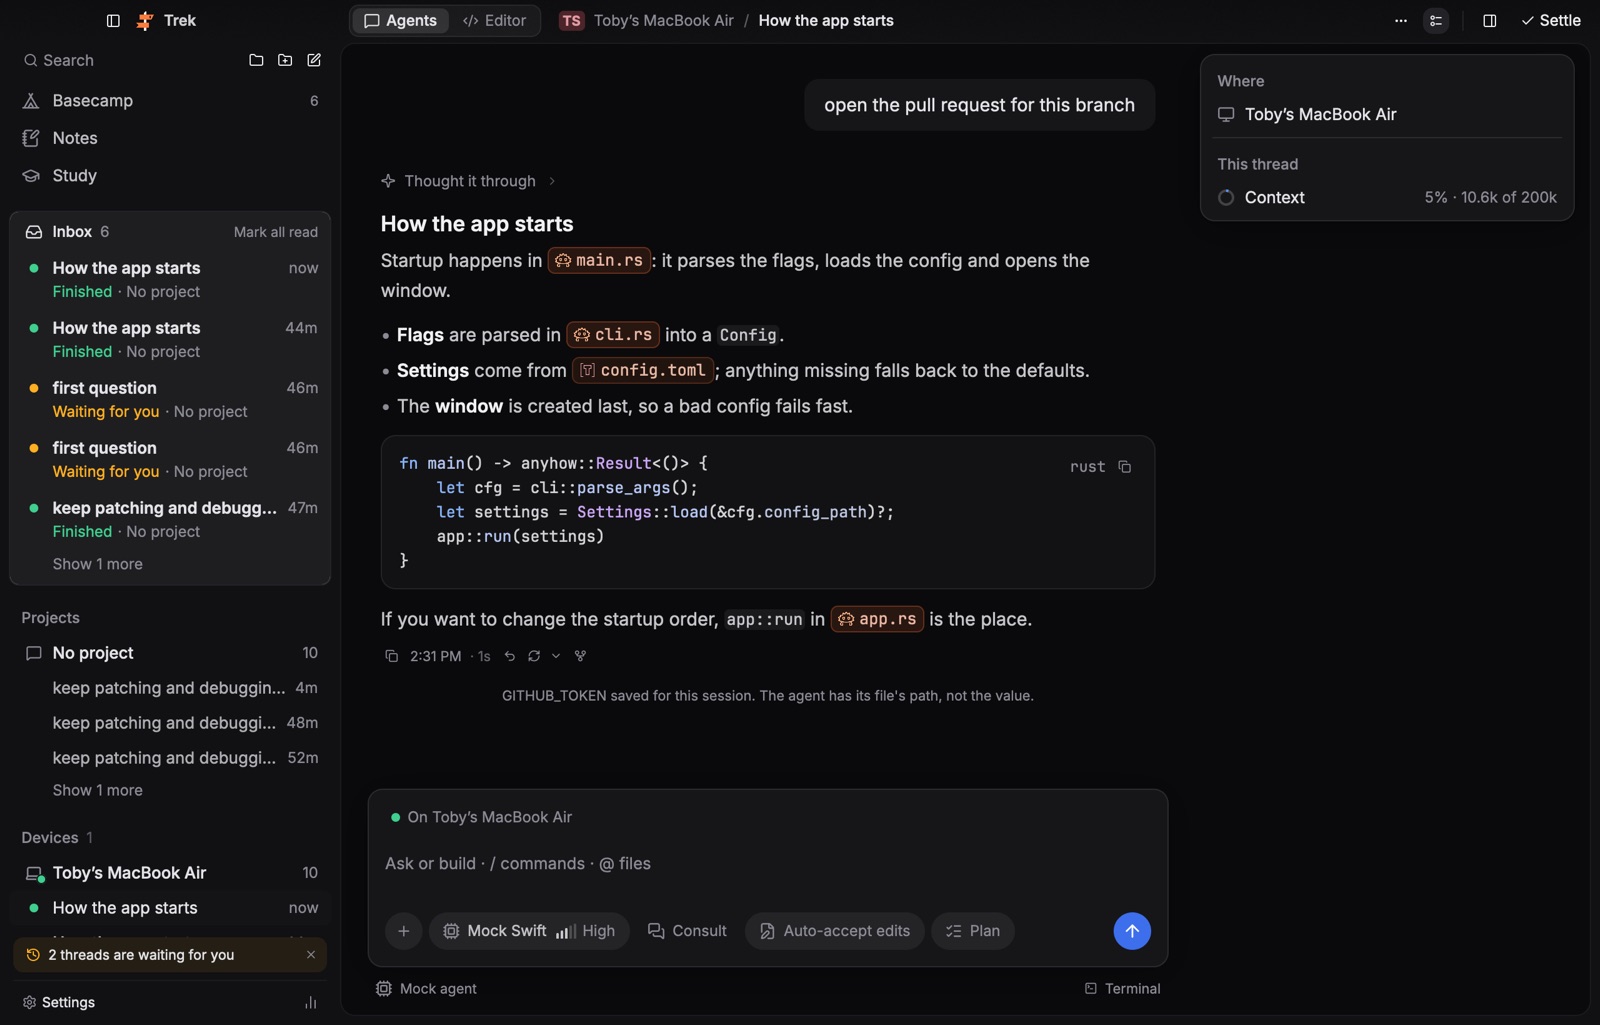 Trek
Agents
Editor
TS
Toby's MacBook Air / How the app starts
Settle
Search
Basecamp 6
Notes
Study
Inbox 6 Mark all read
How the app starts now
Finished · No project
How the app starts 44m
Finished · No project
first question 46m
Waiting for you · No project
first question 46m
Waiting for you · No project
keep patching and debugg... 47m
Finished · No project
Show 1 more
Projects
No project 10
keep patching and debuggin... 4m
keep patching and debuggi... 48m
keep patching and debuggi... 52m
Show 1 more
Devices 1
Toby's MacBook Air 10
How the app starts now
2 threads are waiting for you
Settings
open the pull request for this branch
Thought it through
How the app starts
Startup happens in main.rs: it parses the flags, loads the config and opens the
window.
• Flags are parsed in cli.rs into a Config.
• Settings come from config.toml; anything missing falls back to the defaults.
• The window is created last, so a bad config fails fast.
rust
fn main() -> anyhow::Result<()> {
    let cfg = cli::parse_args();
    let settings = Settings::load(&cfg.config_path)?;
    app::run(settings)
}
If you want to change the startup order, app::run in app.rs is the place.
2:31 PM · 1s
GITHUB_TOKEN saved for this session. The agent has its file's path, not the value.
On Toby's MacBook Air
Ask or build · / commands · @ files
Mock Swift High
Consult
Auto-accept edits
Plan
Mock agent
Terminal
Where
Toby's MacBook Air
This thread
Context 5% · 10.6k of 200k